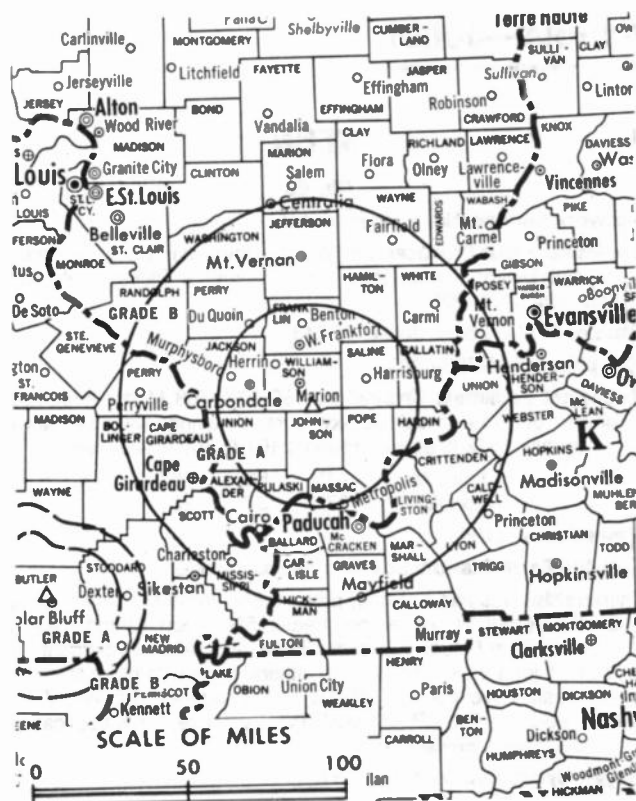 Terre Haute
Shelbyville
CUMBER-
LAND
Carlinville
MONTGOMERY
Litchfield
FAYETTE
JASPER
Effingham
EFFINGHAM
SULLI-
VAN
CLAY
Sullivan
Linton
Jerseyville
JERSEY
Alton
Wood River
BOND
Vandalia
Robinson
CRAWFORD
KNOX
MADISON
Granite City
CLAY
RICHLAND
LAWRENCE
DAVIESS
Louis
ST.L.
CY.
E.St.Louis
CLINTON
MARION
Salem
Flora
Olney
Lawrence-
ville
Vincennes
Centralia
WAYNE
EDWARDS
WABASH
PIKE
LOUIS
Belleville
ST. CLAIR
WASHINGTON
JEFFERSON
Fairfield
Mt.
Carmel
Princeton
MONROE
Mt.Vernon
GIBSON
HAMIL-
TON
WHITE
POSEY
WARRICK
De Soto
RANDOLPH
GRADE B
PERRY
Du Quoin
FRANK
LIN
Benton
W. Frankfort
Carmi
Mt.
Vernon
Evansville
STE.
GENEVIEVE
Murphysboro
JACKSON
Herrin
WILLIAM-
SON
SALINE
GALLATIN
Henderson
HENDER-
SON
ST.
FRANCOIS
PERRY
Perryville
Carbondale
Marion
Harrisburg
UNION
DAVIESS
MADISON
BOL-
LINGER
CAPE
GIRARDEAU
UNION
JOHN-
SON
POPE
HARDIN
WEBSTER
Mc
LEAN
K
GRADE A
CRITTENDEN
HOPKINS
Madisonville
WAYNE
Cape
Girardeau
ALEXAN-
DER
PULASKI
MASSAC
Metropolis
LIVING-
STON
CALD-
WELL
MUHLEN
BER
SCOTT
Cairo
Paducah
Princeton
BALLARD
Mc
CRACKEN
LYON
CHRISTIAN
TODD
STODDARD
Charleston
CAR-
LISLE
GRAVES
MAR-
SHALL
TRIGG
Hopkinsville
BUTLER
Dexter
Sikeston
MISSIS-
SIPPI
Mayfield
HICK-
MAN
CALLOWAY
GRADE A
NEW
MADRID
FULTON
Murray
STEWART
MONTGOMERY
Clarksville
GRADE B
LAKE
HENRY
Kennett
OBION
Union City
WEAKLEY
Paris
HOUSTON
DICKSON
SCALE OF MILES
CARROLL
BEN-
TON
Dickson
HUMPHREYS
0
50
100
HICKMAN